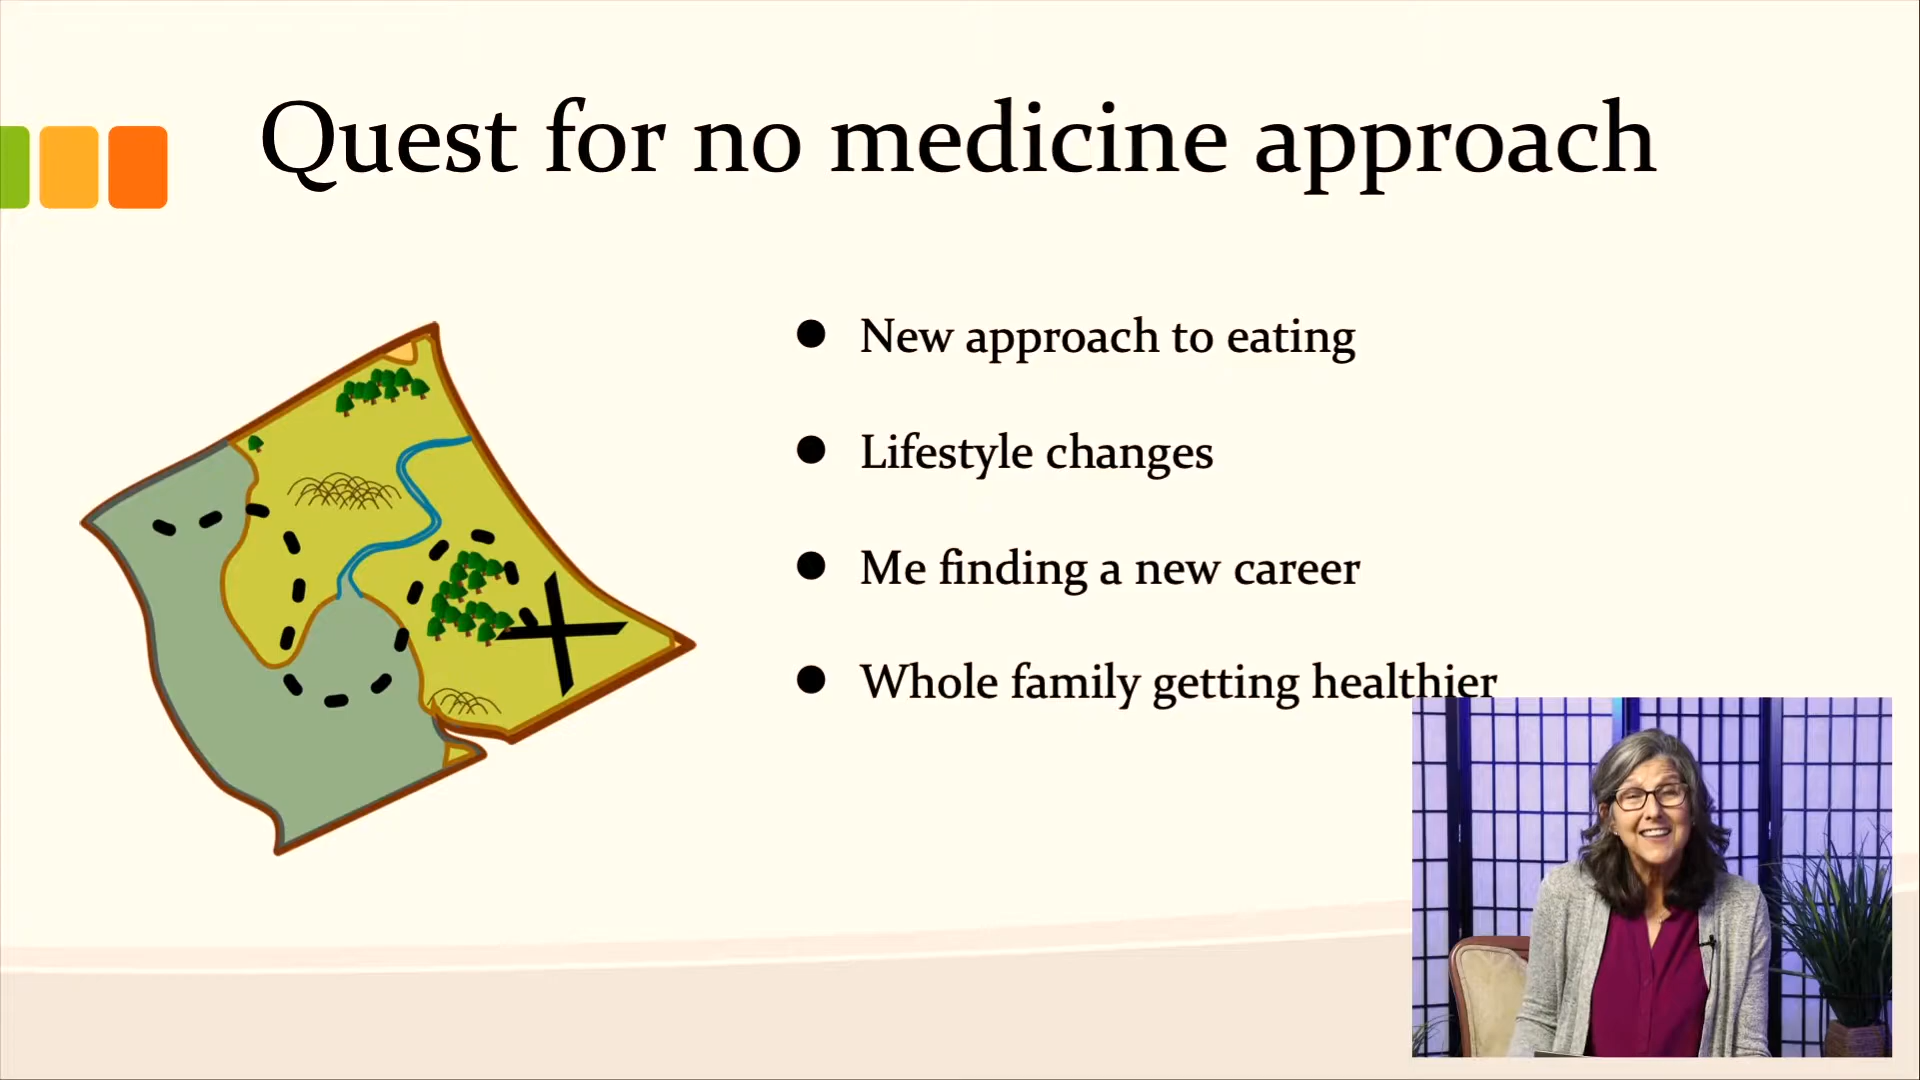 Quest for no medicine approach
● New approach to eating
● Lifestyle changes
● Me finding a new career
● Whole family getting healthier